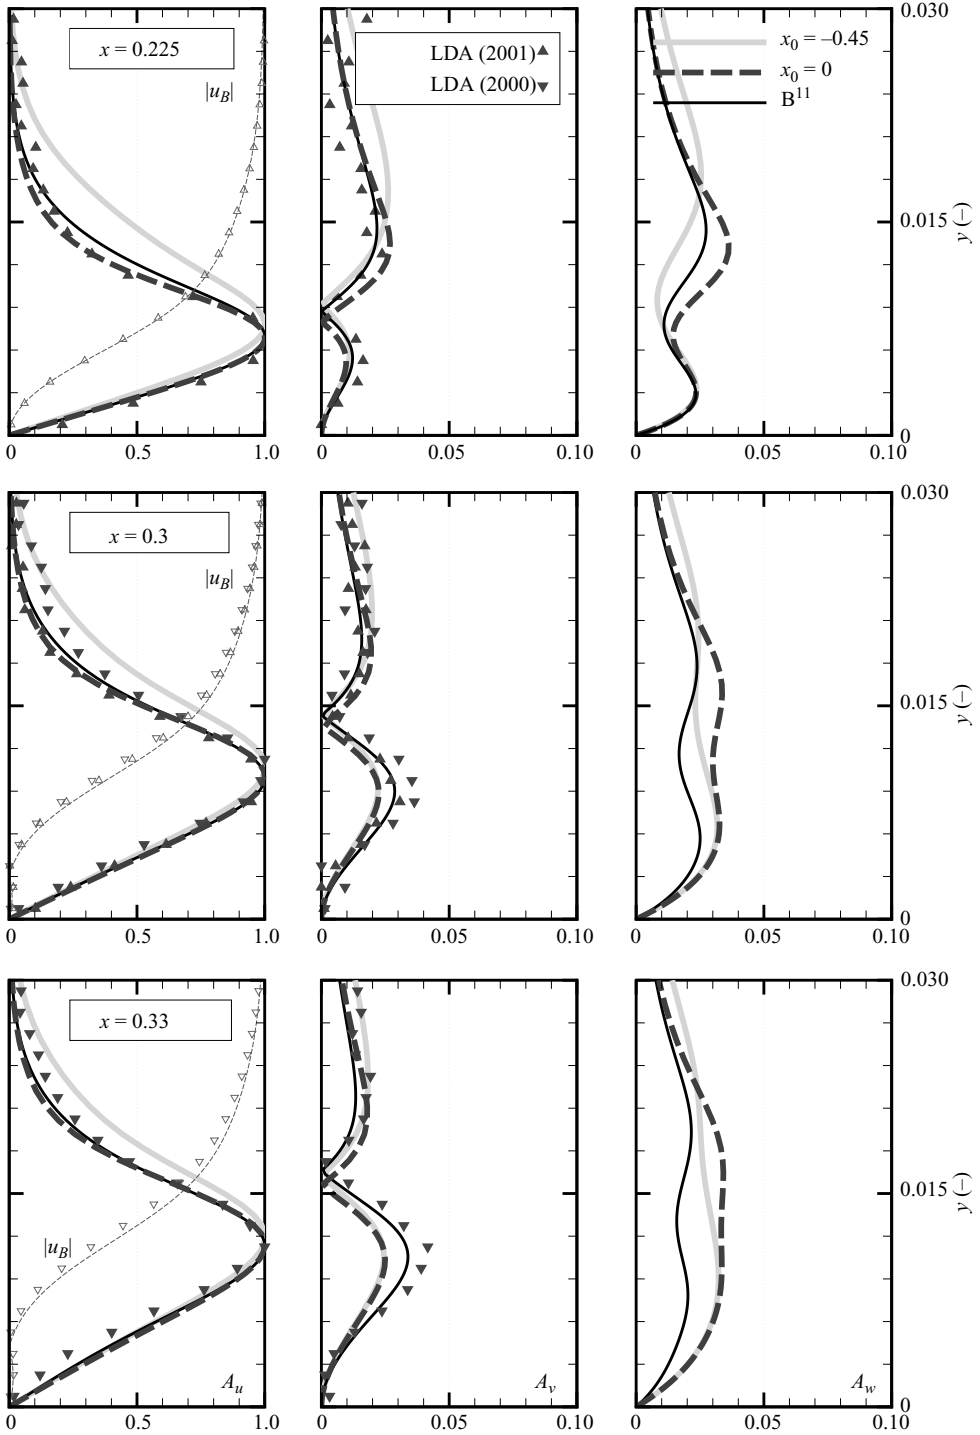 x = 0.225
|u_B|
LDA (2001)
LDA (2000)
x_0 = –0.45
x_0 = 0
B^11
0.030
0.015
y (–)
0
0 0.5 1.0
0 0.05 0.10
0 0.05 0.10
x = 0.3
|u_B|
0.030
0.015
y (–)
0
0 0.5 1.0
0 0.05 0.10
0 0.05 0.10
x = 0.33
|u_B|
A_u
A_v
A_w
0.030
0.015
y (–)
0
0 0.5 1.0
0 0.05 0.10
0 0.05 0.10